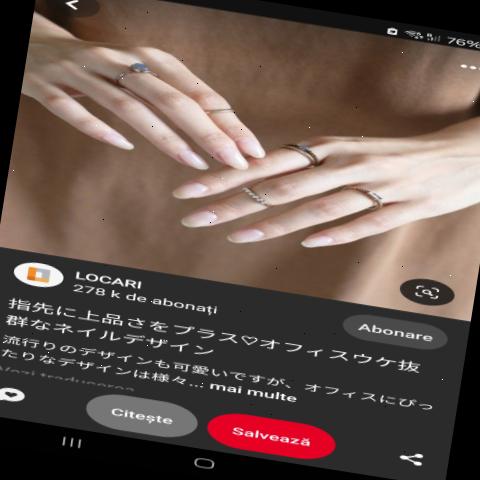 76%
LOCARI
278 k de abonați
Abonare
指先に上品さをプラス♡オフィスウケ抜
群なネイルデザイン
流行りのデザインも可愛いですが、オフィスにぴっ
たりなデザインは様々... mai multe
Vezi traducerea
Citește
Salvează